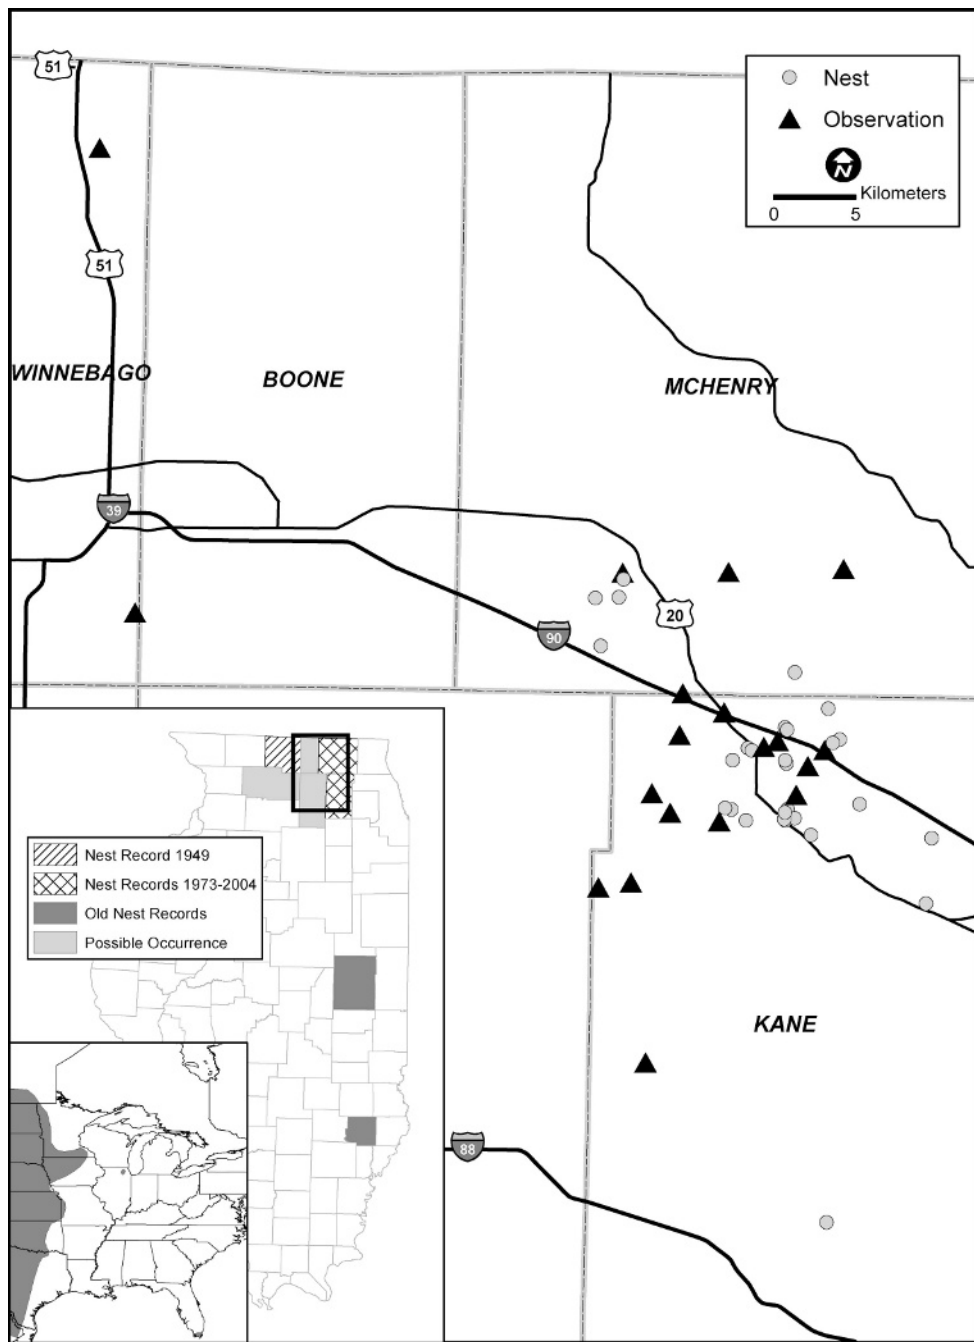 51
Nest
Observation
N
Kilometers
0 5
51
WINNEBAGO
BOONE
MCHENRY
39
20
90
Nest Record 1949
Nest Records 1973-2004
Old Nest Records
Possible Occurrence
KANE
88